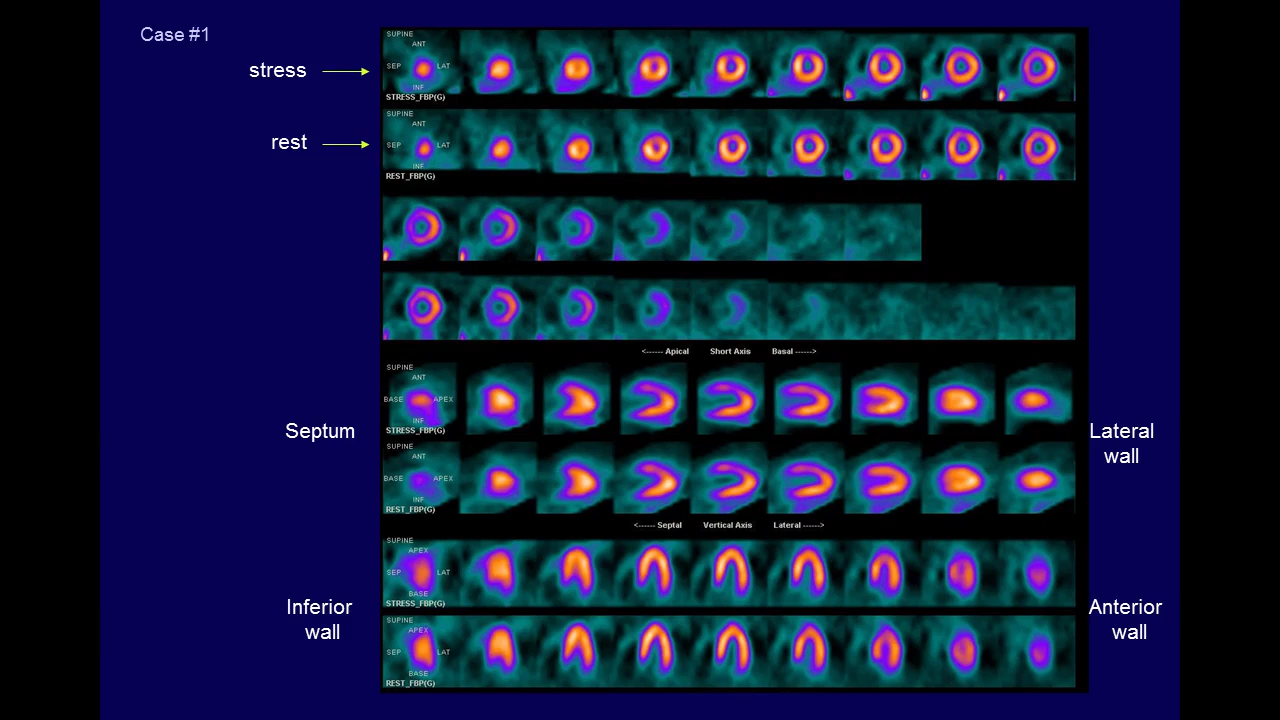 Case #1
stress
rest
SUPINE
ANT
SEP LAT
INF
STRESS_FBP(G)
SUPINE
ANT
SEP LAT
INF
REST_FBP(G)
<------ Apical Short Axis Basal ------>
SUPINE
ANT
BASE APEX
INF
STRESS_FBP(G)
Septum
Lateral
wall
SUPINE
ANT
BASE APEX
INF
REST_FBP(G)
<------ Septal Vertical Axis Lateral ------>
SUPINE
APEX
SEP LAT
BASE
STRESS_FBP(G)
Inferior
wall
Anterior
wall
SUPINE
APEX
SEP LAT
BASE
REST_FBP(G)